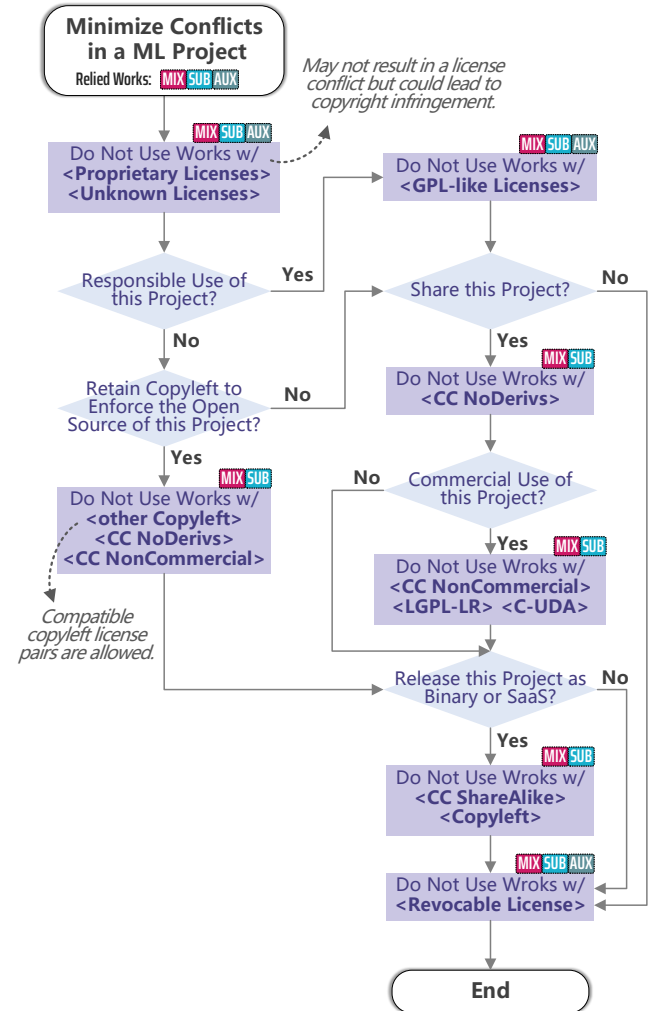 Minimize Conflicts
in a ML Project
Relied Works: MIX SUB AUX
May not result in a license
conflict but could lead to
copyright infringement.
MIX SUB AUX
Do Not Use Works w/
<Proprietary Licenses>
<Unknown Licenses>
MIX SUB AUX
Do Not Use Works w/
<GPL-like Licenses>
Responsible Use of
this Project?
Yes
No
Share this Project?
No
Yes
Retain Copyleft to
Enforce the Open
Source of this Project?
No
Yes
MIX SUB
Do Not Use Wroks w/
<CC NoDerivs>
MIX SUB
Do Not Use Works w/
<other Copyleft>
<CC NoDerivs>
<CC NonCommercial>
Compatible
copyleft license
pairs are allowed.
No
Commercial Use of
this Project?
Yes
MIX SUB
Do Not Use Wroks w/
<CC NonCommercial>
<LGPL-LR> <C-UDA>
Release this Project as
Binary or SaaS?
No
Yes
MIX SUB
Do Not Use Wroks w/
<CC ShareAlike>
<Copyleft>
MIX SUB AUX
Do Not Use Wroks w/
<Revocable License>
End